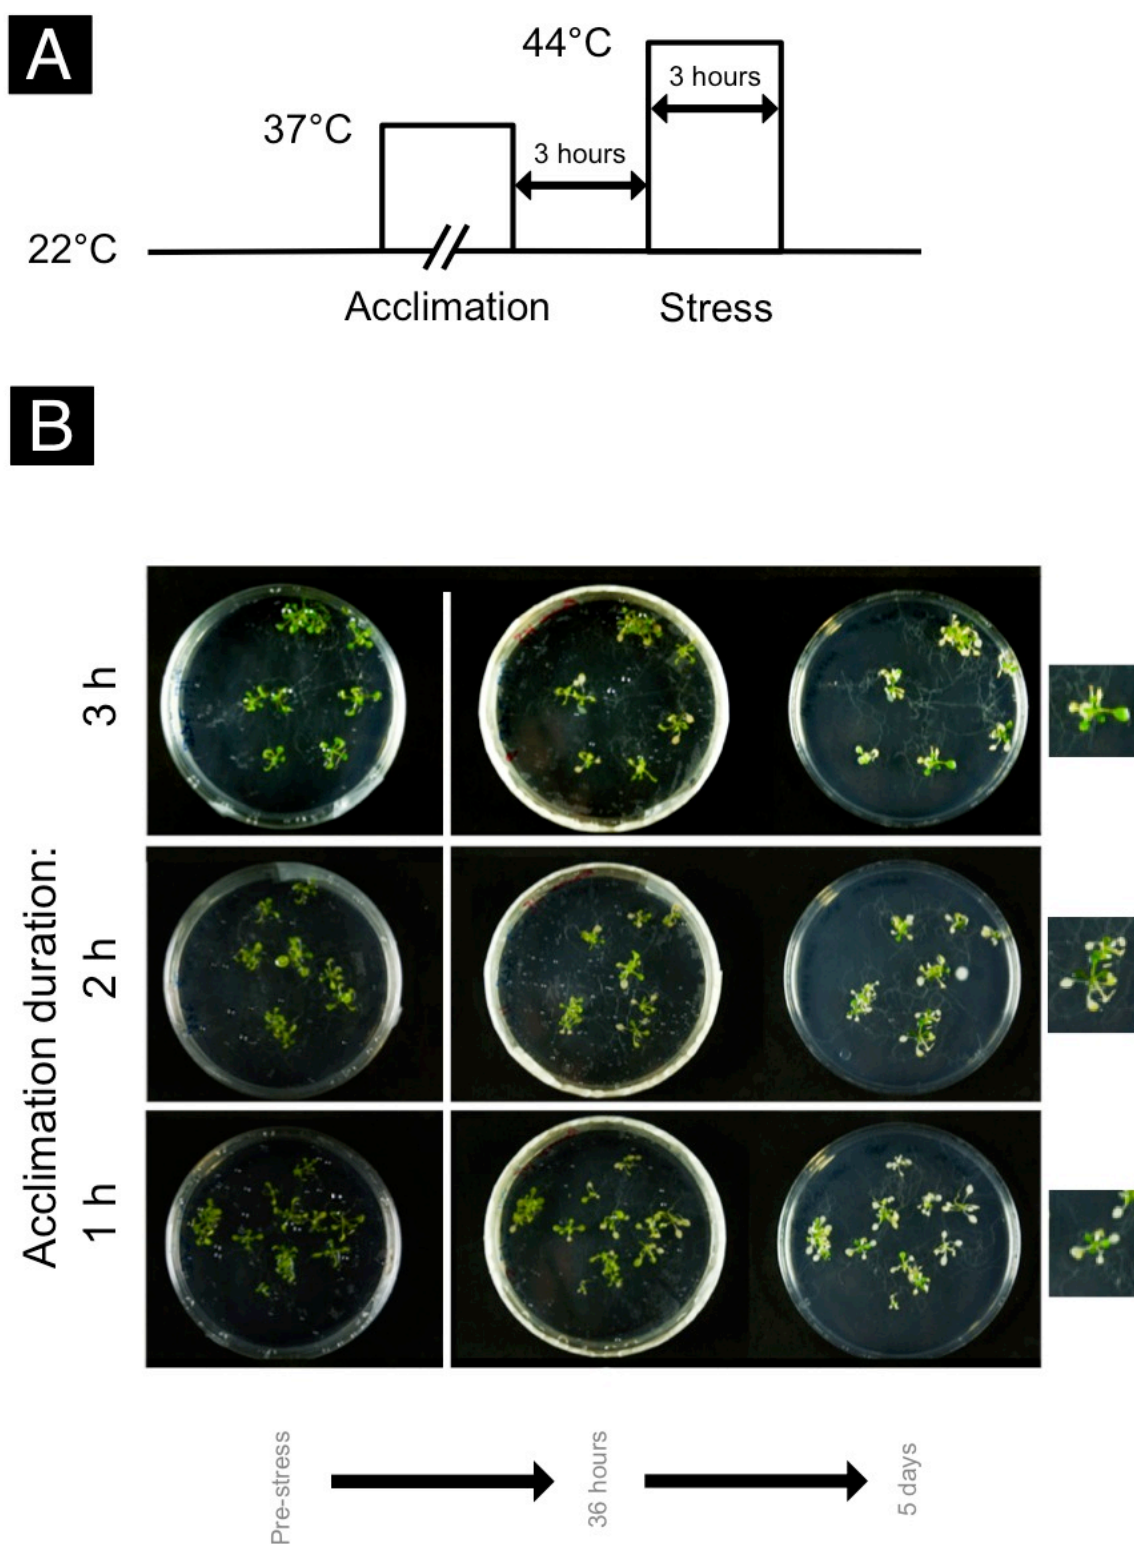 A
44°C
3 hours
37°C
3 hours
22°C
Acclimation
Stress
B
Acclimation duration:
3 h
2 h
1 h
Pre-stress
36 hours
5 days